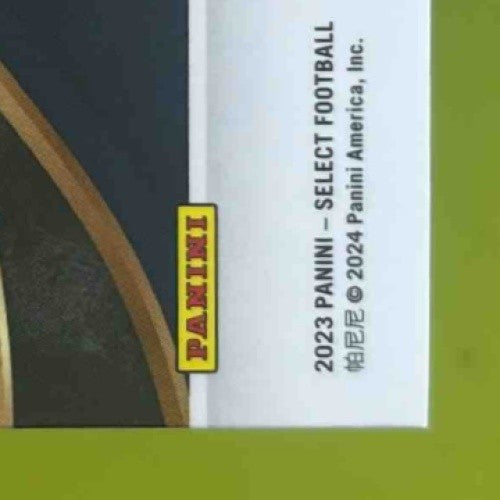 PANINI
2023 PANINI – SELECT FOOTBALL
帕尼尼 © 2024 Panini America, Inc.